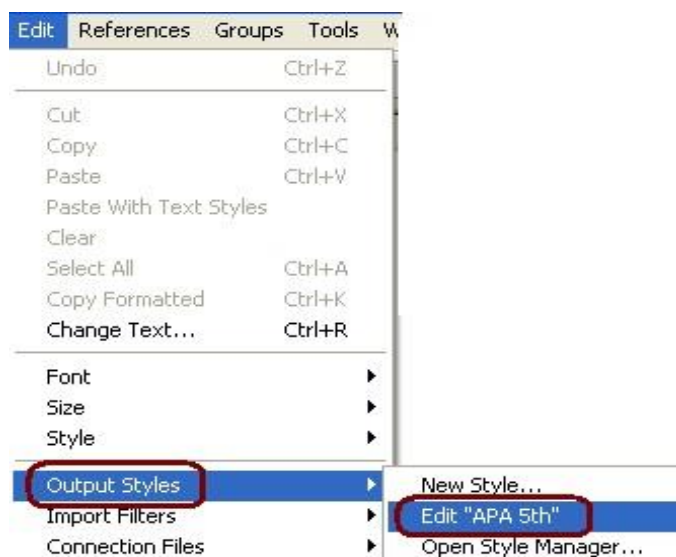 Edit References Groups Tools
Undo Ctrl+Z
Cut Ctrl+X
Copy Ctrl+C
Paste Ctrl+V
Paste With Text Styles
Clear
Select All Ctrl+A
Copy Formatted Ctrl+K
Change Text... Ctrl+R
Font
Size
Style
Output Styles New Style...
Import Filters Edit "APA 5th"
Connection Files Open Style Manager...